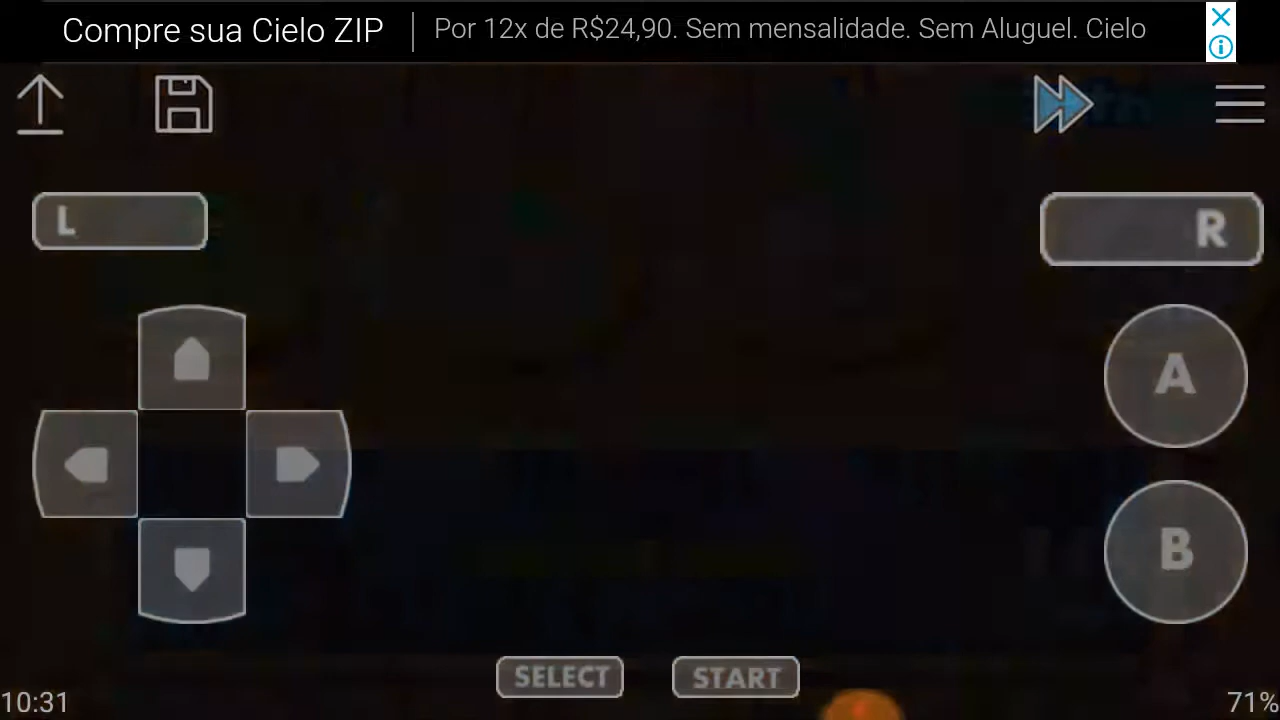 Compre sua Cielo ZIP
Por 12x de R$24,90. Sem mensalidade. Sem Aluguel. Cielo
L
R
A
B
SELECT
START
10:31
71%